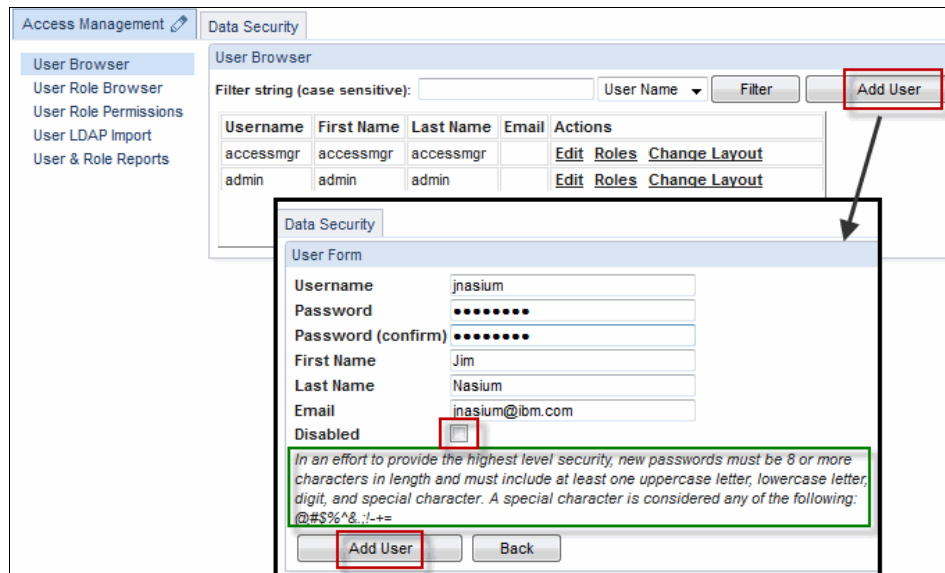 Access Management
Data Security
User Browser
User Role Browser
User Role Permissions
User LDAP Import
User & Role Reports
User Browser
Filter string (case sensitive): User Name Filter Add User
Username First Name Last Name Email Actions
accessmgr accessmgr accessmgr Edit Roles Change Layout
admin admin admin Edit Roles Change Layout
Data Security
User Form
Username jnasium
Password ●●●●●●●●
Password (confirm) ●●●●●●●●
First Name Jim
Last Name Nasium
Email jnasium@ibm.com
Disabled
In an effort to provide the highest level security, new passwords must be 8 or more
characters in length and must include at least one uppercase letter, lowercase letter,
digit, and special character. A special character is considered any of the following:
@#$%^&.;!-+=
Add User Back